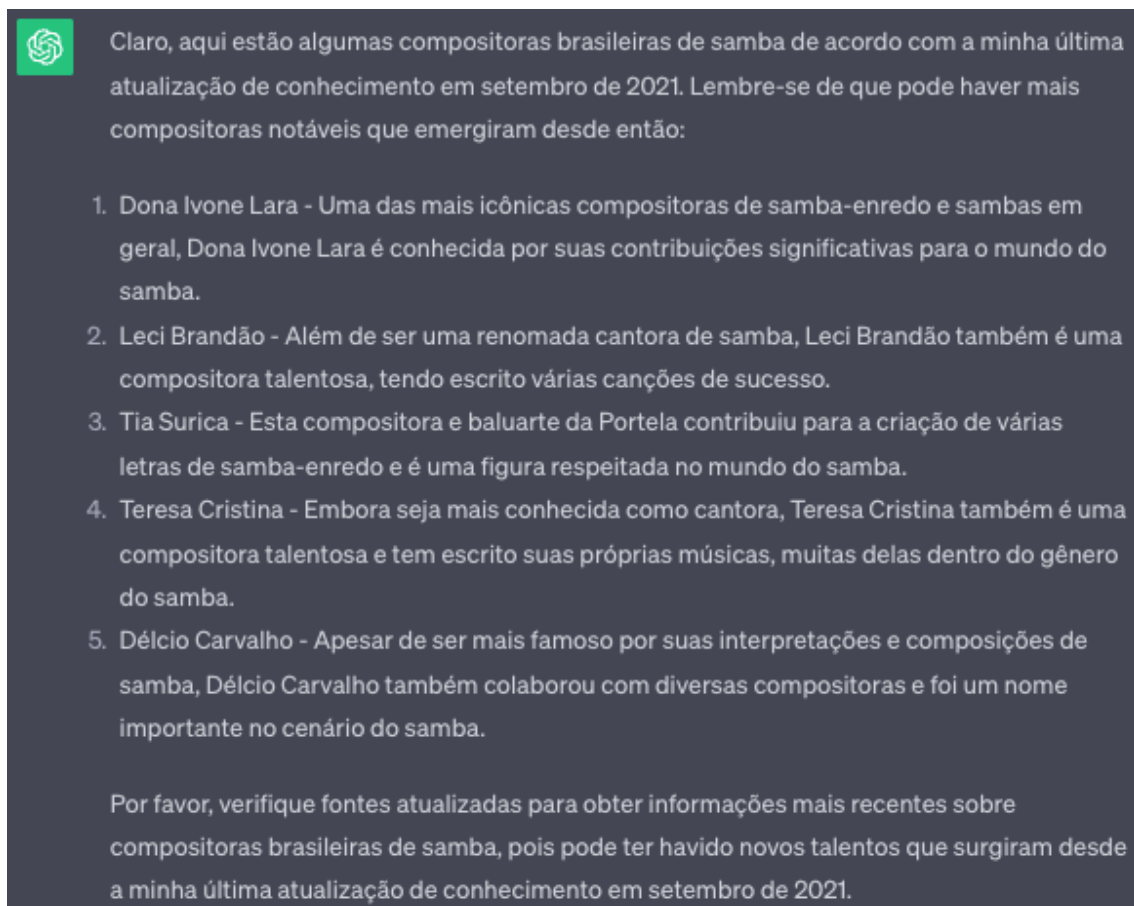 Claro, aqui estão algumas compositoras brasileiras de samba de acordo com a minha última
atualização de conhecimento em setembro de 2021. Lembre-se de que pode haver mais
compositoras notáveis que emergiram desde então:
1. Dona Ivone Lara - Uma das mais icônicas compositoras de samba-enredo e sambas em
geral, Dona Ivone Lara é conhecida por suas contribuições significativas para o mundo do
samba.
2. Leci Brandão - Além de ser uma renomada cantora de samba, Leci Brandão também é uma
compositora talentosa, tendo escrito várias canções de sucesso.
3. Tia Surica - Esta compositora e baluarte da Portela contribuiu para a criação de várias
letras de samba-enredo e é uma figura respeitada no mundo do samba.
4. Teresa Cristina - Embora seja mais conhecida como cantora, Teresa Cristina também é uma
compositora talentosa e tem escrito suas próprias músicas, muitas delas dentro do gênero
do samba.
5. Délcio Carvalho - Apesar de ser mais famoso por suas interpretações e composições de
samba, Délcio Carvalho também colaborou com diversas compositoras e foi um nome
importante no cenário do samba.
Por favor, verifique fontes atualizadas para obter informações mais recentes sobre
compositoras brasileiras de samba, pois pode ter havido novos talentos que surgiram desde
a minha última atualização de conhecimento em setembro de 2021.